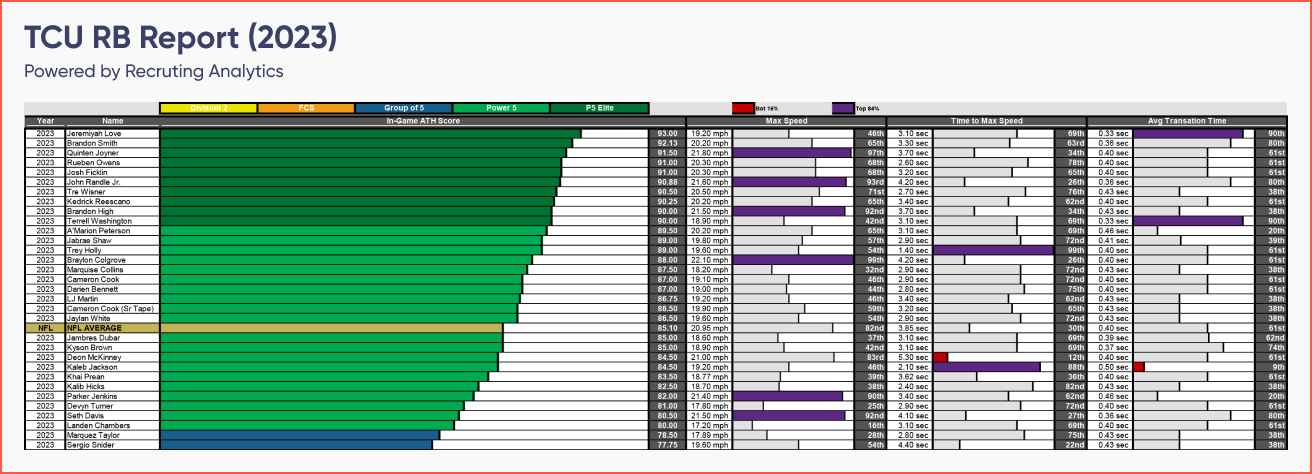 TCU RB Report (2023)
Powered by Recruting Analytics
Division 2 FCS Group of 5 Power 5 P5 Elite Bot 16% Top 84%
Year Name In-Game ATH Score Max Speed Time to Max Speed Avg Transation Time
2023 Jeremiyah Love 93.00 19.20 mph 46th 3.10 sec 69th 0.33 sec 90th
2023 Brandon Smith 92.13 20.20 mph 65th 3.30 sec 63rd 0.36 sec 80th
2023 Quinten Joyner 91.50 21.80 mph 97th 3.70 sec 34th 0.40 sec 61st
2023 Rueben Owens 91.00 20.30 mph 68th 2.60 sec 78th 0.40 sec 61st
2023 Josh Ficklin 91.00 20.30 mph 68th 3.20 sec 65th 0.40 sec 61st
2023 John Randle Jr. 90.88 21.60 mph 93rd 4.20 sec 26th 0.36 sec 80th
2023 Tre Wisner 90.50 20.50 mph 71st 2.70 sec 76th 0.43 sec 38th
2023 Kedrick Reescano 90.25 20.20 mph 65th 3.40 sec 62nd 0.40 sec 61st
2023 Brandon High 90.00 21.50 mph 92nd 3.70 sec 34th 0.43 sec 38th
2023 Terrell Washington 90.00 18.90 mph 42nd 3.10 sec 69th 0.33 sec 90th
2023 A'Marion Peterson 89.50 20.20 mph 65th 3.10 sec 69th 0.46 sec 20th
2023 Jabrae Shaw 89.00 19.80 mph 57th 2.90 sec 72nd 0.41 sec 39th
2023 Trey Holly 89.00 19.60 mph 54th 1.40 sec 99th 0.40 sec 61st
2023 Braylon Colgrove 88.00 22.10 mph 99th 4.20 sec 26th 0.40 sec 61st
2023 Marquise Collins 87.50 18.20 mph 32nd 2.90 sec 72nd 0.43 sec 38th
2023 Cameron Cook 87.00 19.10 mph 46th 2.90 sec 72nd 0.40 sec 61st
2023 Darien Bennett 87.00 19.00 mph 44th 2.80 sec 75th 0.40 sec 61st
2023 LJ Martin 86.75 19.20 mph 46th 3.40 sec 62nd 0.43 sec 38th
2023 Cameron Cook (Sr Tape) 86.50 19.90 mph 59th 3.20 sec 65th 0.43 sec 38th
2023 Jaylan White 86.50 19.60 mph 54th 2.90 sec 72nd 0.43 sec 38th
NFL NFL AVERAGE 85.10 20.95 mph 82nd 3.85 sec 30th 0.40 sec 61st
2023 Jambres Dubar 85.00 18.60 mph 37th 3.10 sec 69th 0.39 sec 62nd
2023 Kyson Brown 85.00 18.90 mph 42nd 3.10 sec 69th 0.37 sec 74th
2023 Deon McKinney 84.50 21.00 mph 83rd 5.30 sec 12th 0.40 sec 61st
2023 Kaleb Jackson 84.50 19.20 mph 46th 2.10 sec 88th 0.50 sec 9th
2023 Khai Prean 83.50 18.77 mph 39th 3.62 sec 36th 0.40 sec 61st
2023 Kalib Hicks 82.50 18.70 mph 38th 2.40 sec 82nd 0.43 sec 38th
2023 Parker Jenkins 82.00 21.40 mph 90th 3.40 sec 62nd 0.46 sec 20th
2023 Devyn Turner 81.00 17.80 mph 25th 2.90 sec 72nd 0.40 sec 61st
2023 Seth Davis 80.50 21.50 mph 92nd 4.10 sec 27th 0.36 sec 80th
2023 Landen Chambers 80.00 17.20 mph 16th 3.10 sec 69th 0.40 sec 61st
2023 Marquez Taylor 78.50 17.89 mph 28th 2.80 sec 75th 0.43 sec 38th
2023 Sergio Snider 77.75 19.60 mph 54th 4.40 sec 22nd 0.43 sec 38th